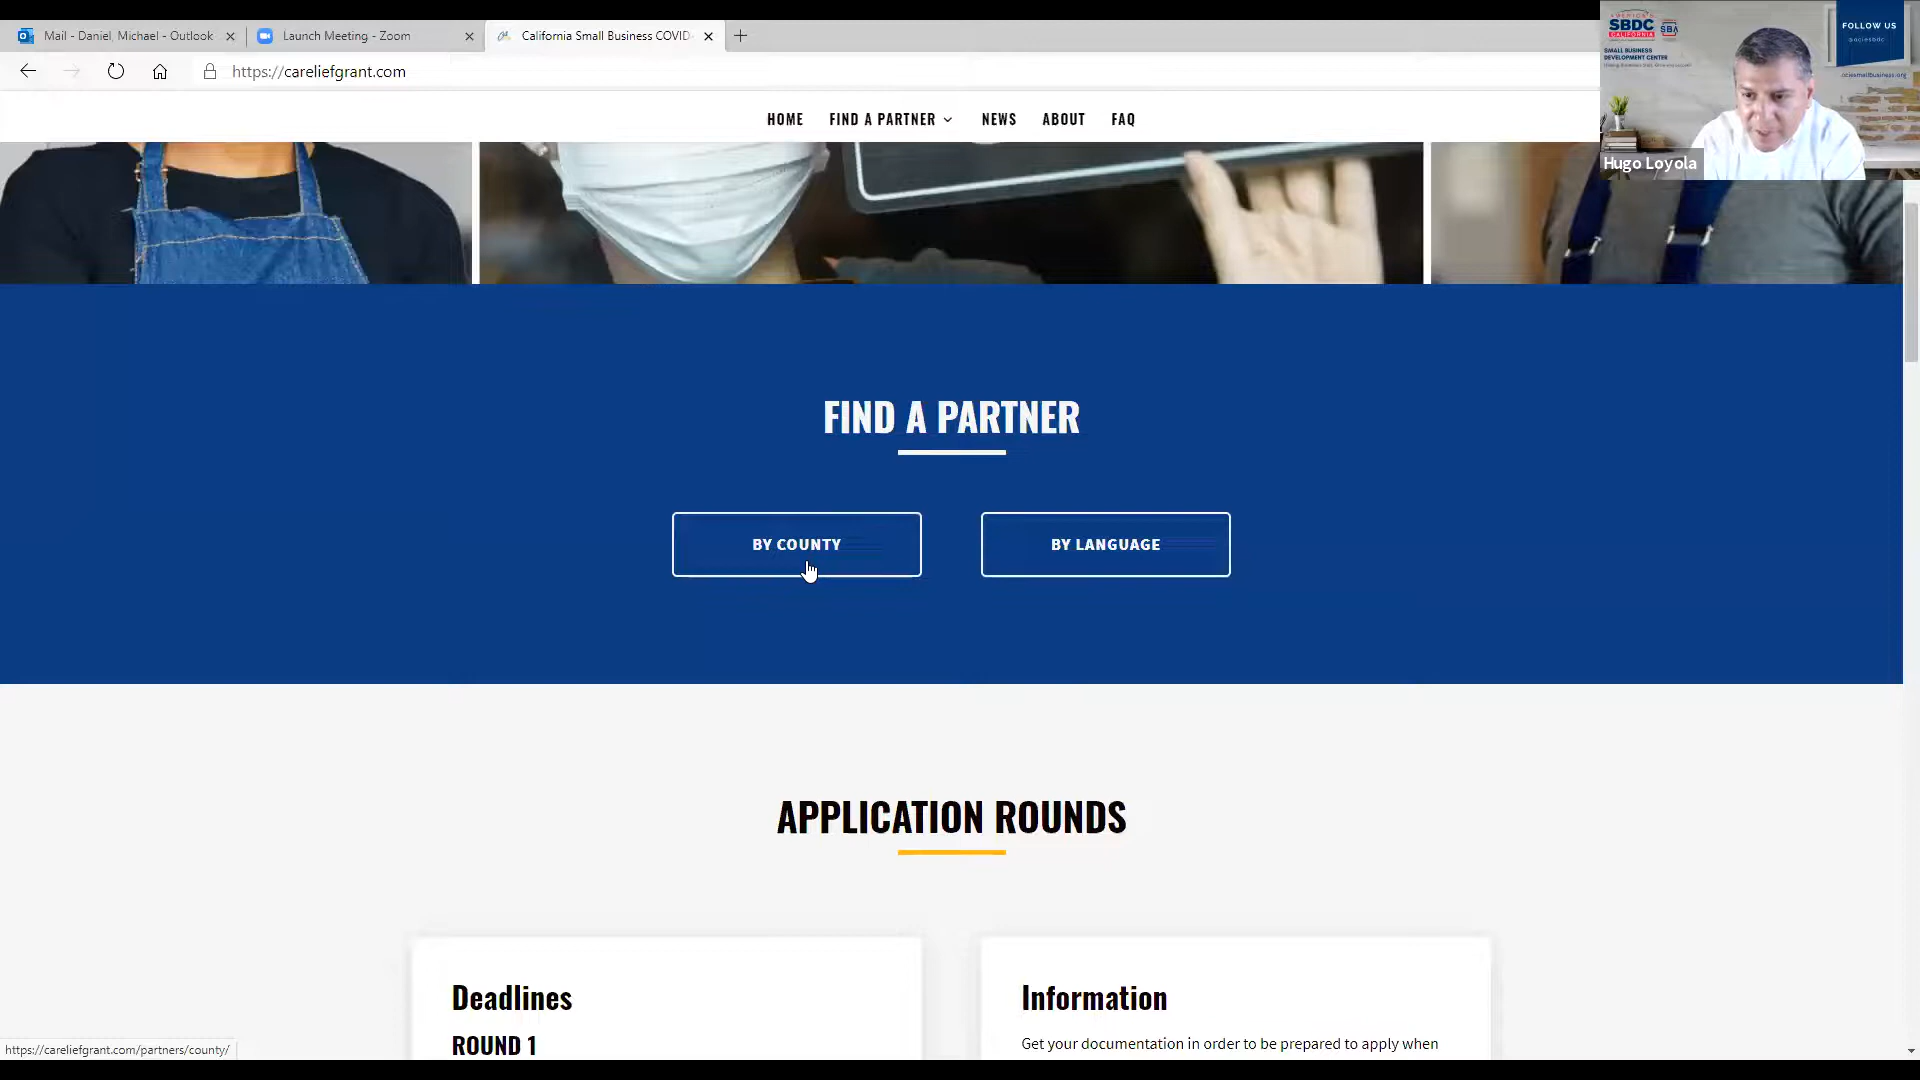 Mail - Daniel, Michael - Outlook
Launch Meeting - Zoom
California Small Business COVID-
https://careliefgrant.com
HOME FIND A PARTNER NEWS ABOUT FAQ
SBDC
CALIFORNIA
SBA
SMALL BUSINESS
DEVELOPMENT CENTER
FOLLOW US
Hugo Loyola
FIND A PARTNER
BY COUNTY
BY LANGUAGE
APPLICATION ROUNDS
Deadlines
ROUND 1
Information
Get your documentation in order to be prepared to apply when
https://careliefgrant.com/partners/county/